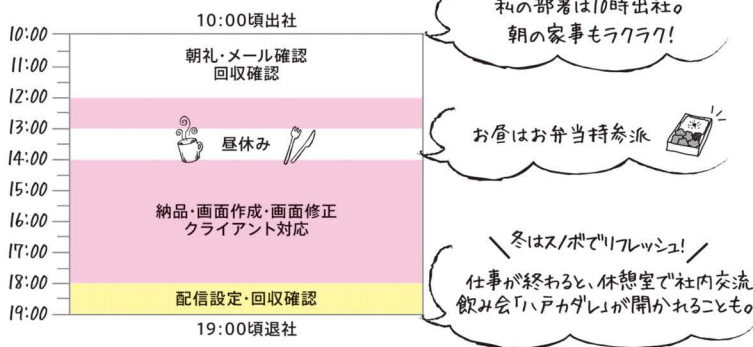 10:00頃出社
10:00
11:00
12:00
13:00
14:00
15:00
16:00
17:00
18:00
19:00
朝礼・メール確認
回収確認
昼休み
納品・画面作成・画面修正
クライアント対応
配信設定・回収確認
19:00頃退社
私の部署は10時出社。
朝の家事もラクラク!
お昼はお弁当持参派
冬はスノボでリフレッシュ!
仕事が終わると、休憩室で社内交流
飲み会「八戸カダレ」が開かれることも。